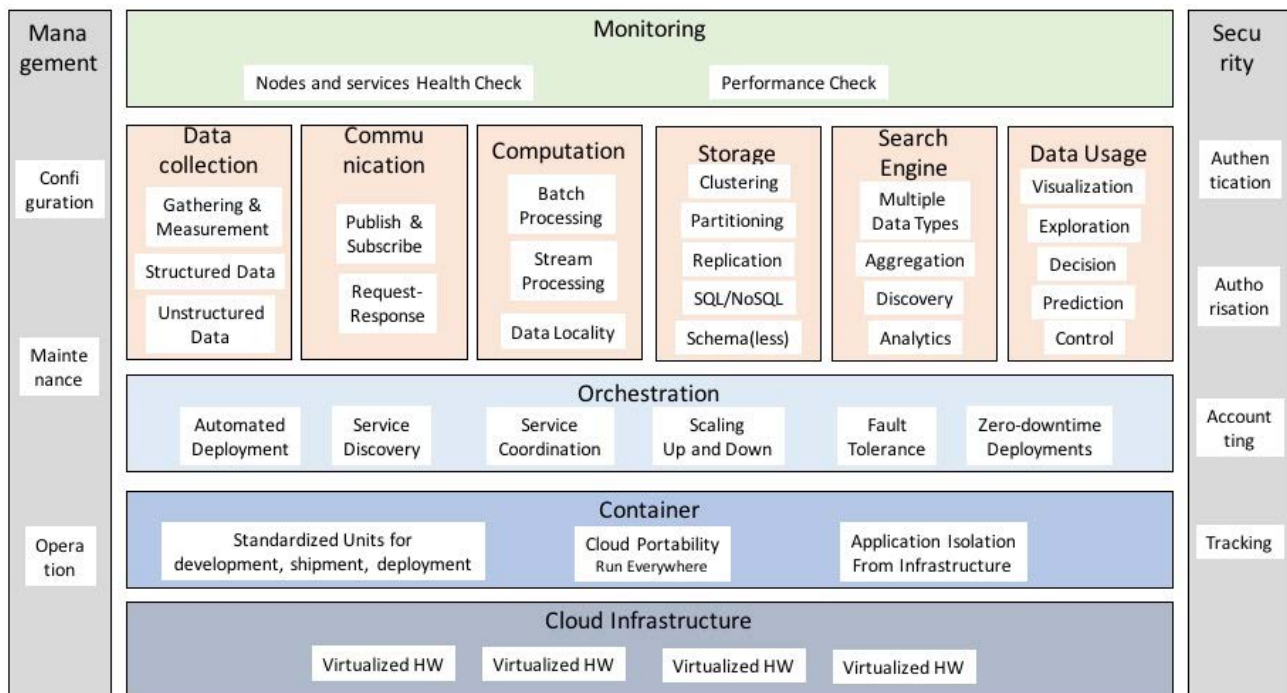 Mana
gement
Confi
guration
Mainte
nance
Opera
tion
Monitoring
Nodes and services Health Check
Performance Check
Data
collection
Gathering &
Measurement
Structured Data
Unstructured
Data
Commu
nication
Publish &
Subscribe
Request-
Response
Computation
Batch
Processing
Stream
Processing
Data Locality
Storage
Clustering
Partitioning
Replication
SQL/NoSQL
Schema(less)
Search
Engine
Multiple
Data Types
Aggregation
Discovery
Analytics
Data Usage
Visualization
Exploration
Decision
Prediction
Control
Orchestration
Automated
Deployment
Service
Discovery
Service
Coordination
Scaling
Up and Down
Fault
Tolerance
Zero-downtime
Deployments
Container
Standardized Units for
development, shipment, deployment
Cloud Portability
Run Everywhere
Application Isolation
From Infrastructure
Cloud Infrastructure
Virtualized HW
Virtualized HW
Virtualized HW
Virtualized HW
Secu
rity
Authen
tication
Autho
risation
Account
ting
Tracking